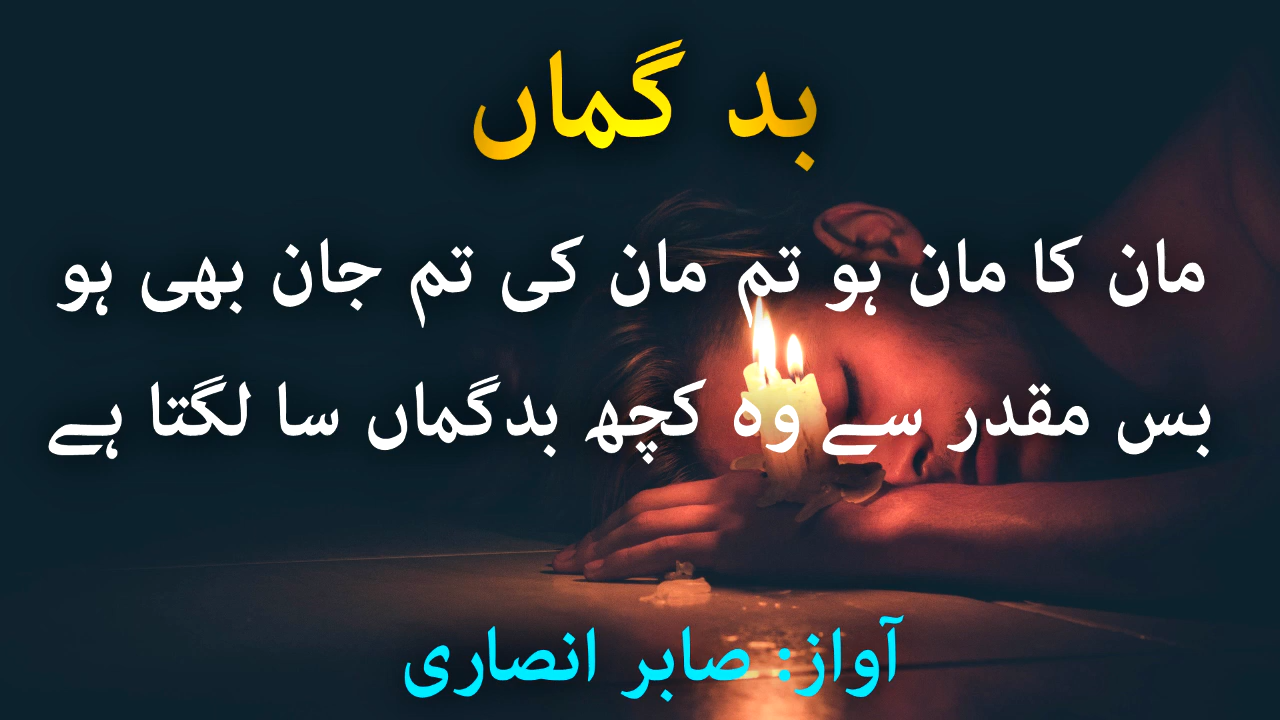 بد گماں
مان کا مان ہو تم مان کی تم جان بھی ہو
بس مقدر سے وہ کچھ بدگماں سا لگتا ہے
آواز: صابر انصاری